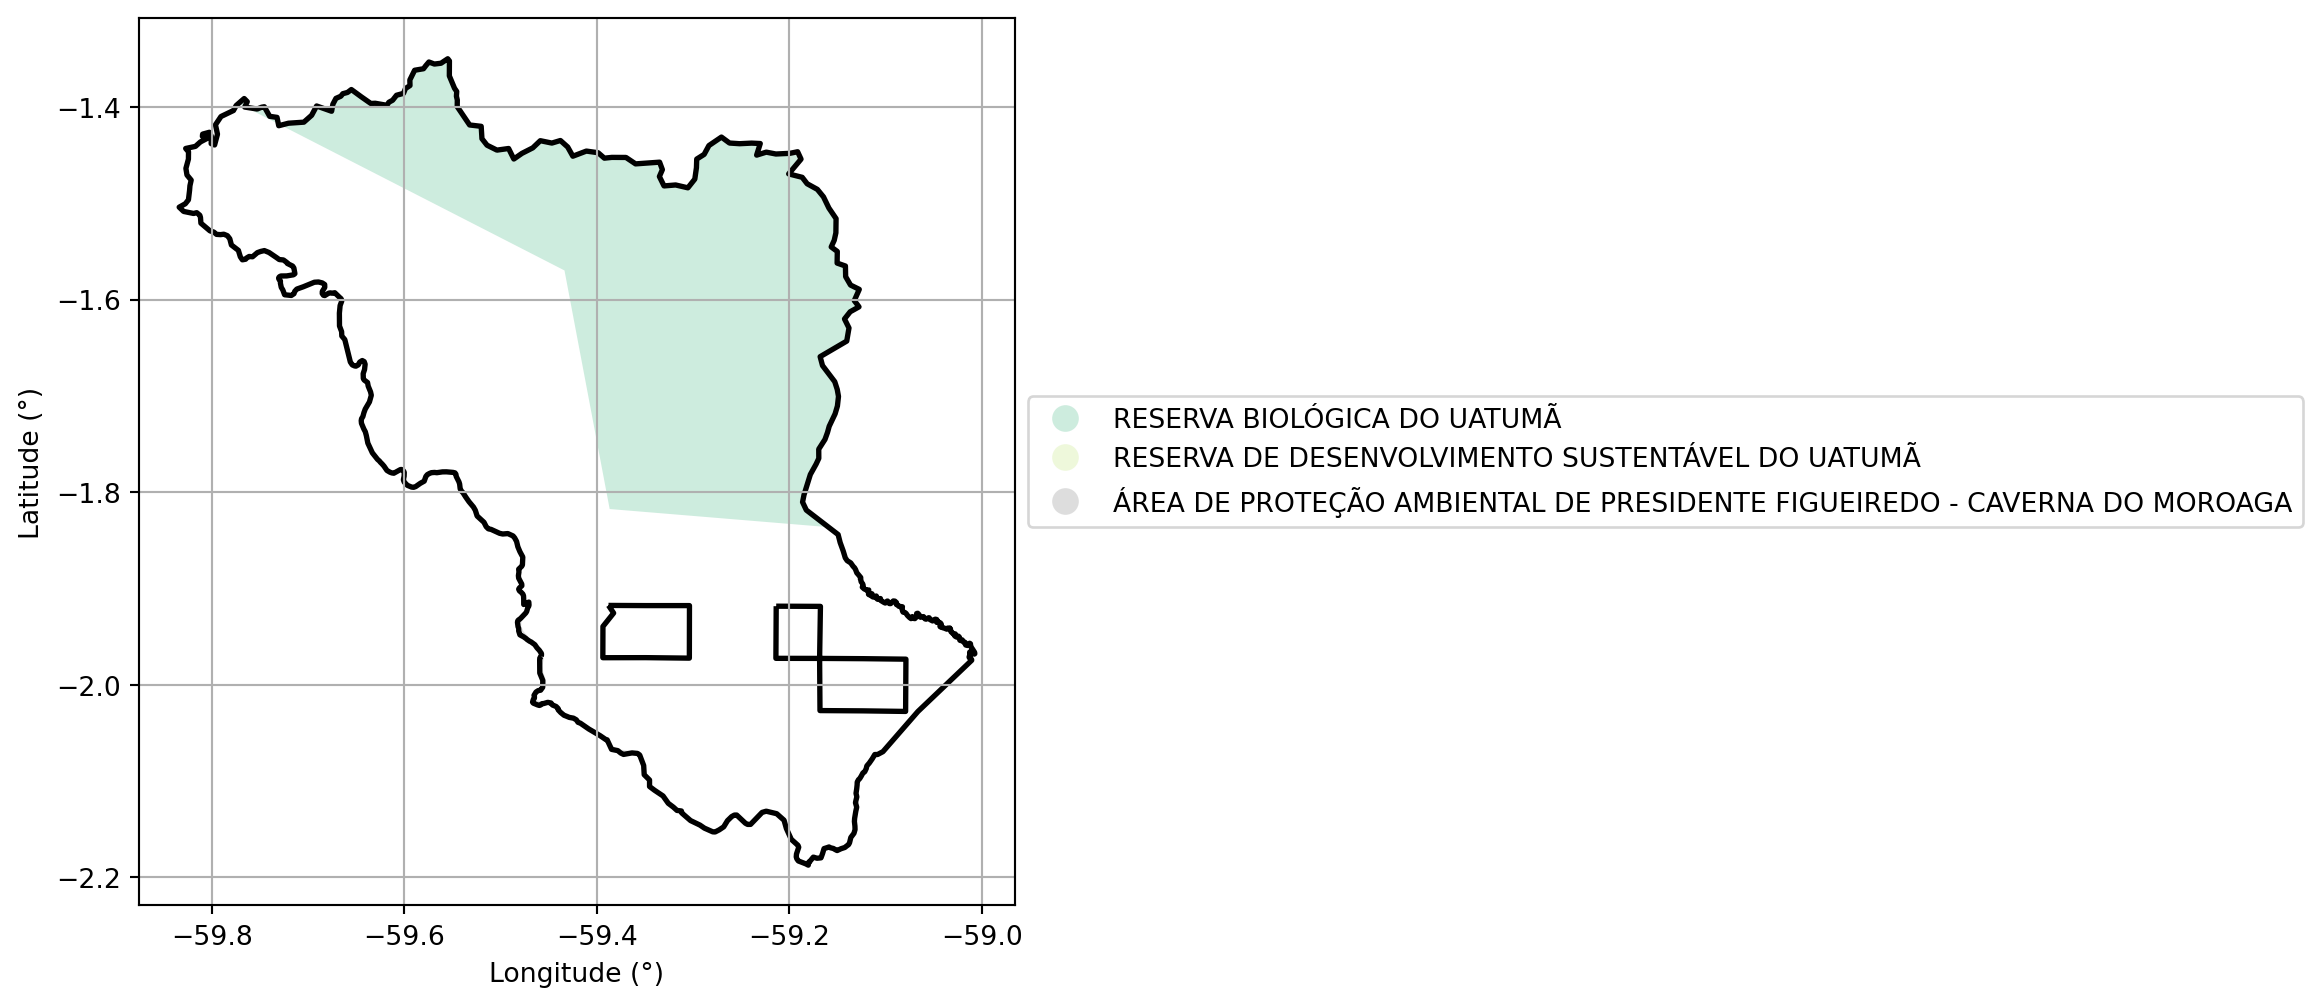 −1.4
−1.6
−1.8
−2.0
−2.2
Latitude (°)
−59.8
−59.6
−59.4
−59.2
−59.0
Longitude (°)
RESERVA BIOLÓGICA DO UATUMÃ
RESERVA DE DESENVOLVIMENTO SUSTENTÁVEL DO UATUMÃ
ÁREA DE PROTEÇÃO AMBIENTAL DE PRESIDENTE FIGUEIREDO - CAVERNA DO MOROAGA